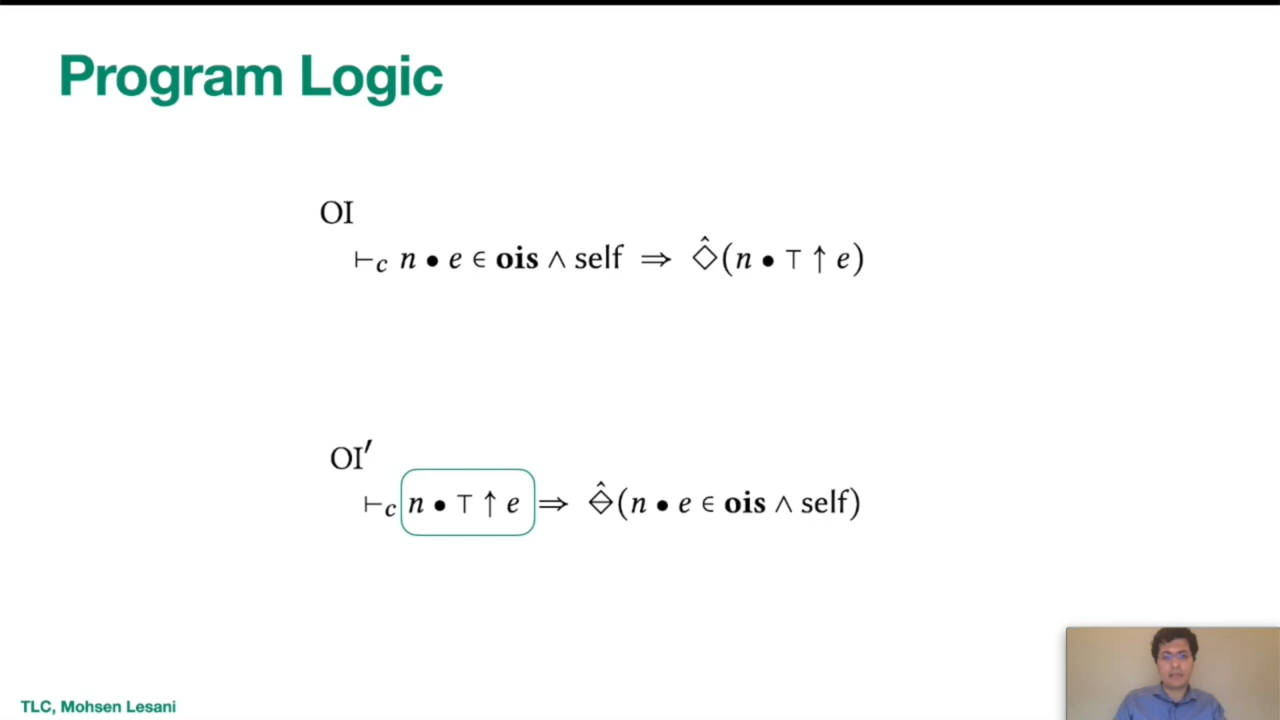 Program Logic
OI
⊢c n • e ∈ ois ∧ self ⇒ ◇̂(n • ⊤ ↑ e)
OI′
⊢c n • ⊤ ↑ e ⇒ ◇̂(n • e ∈ ois ∧ self)
TLC, Mohsen Lesani